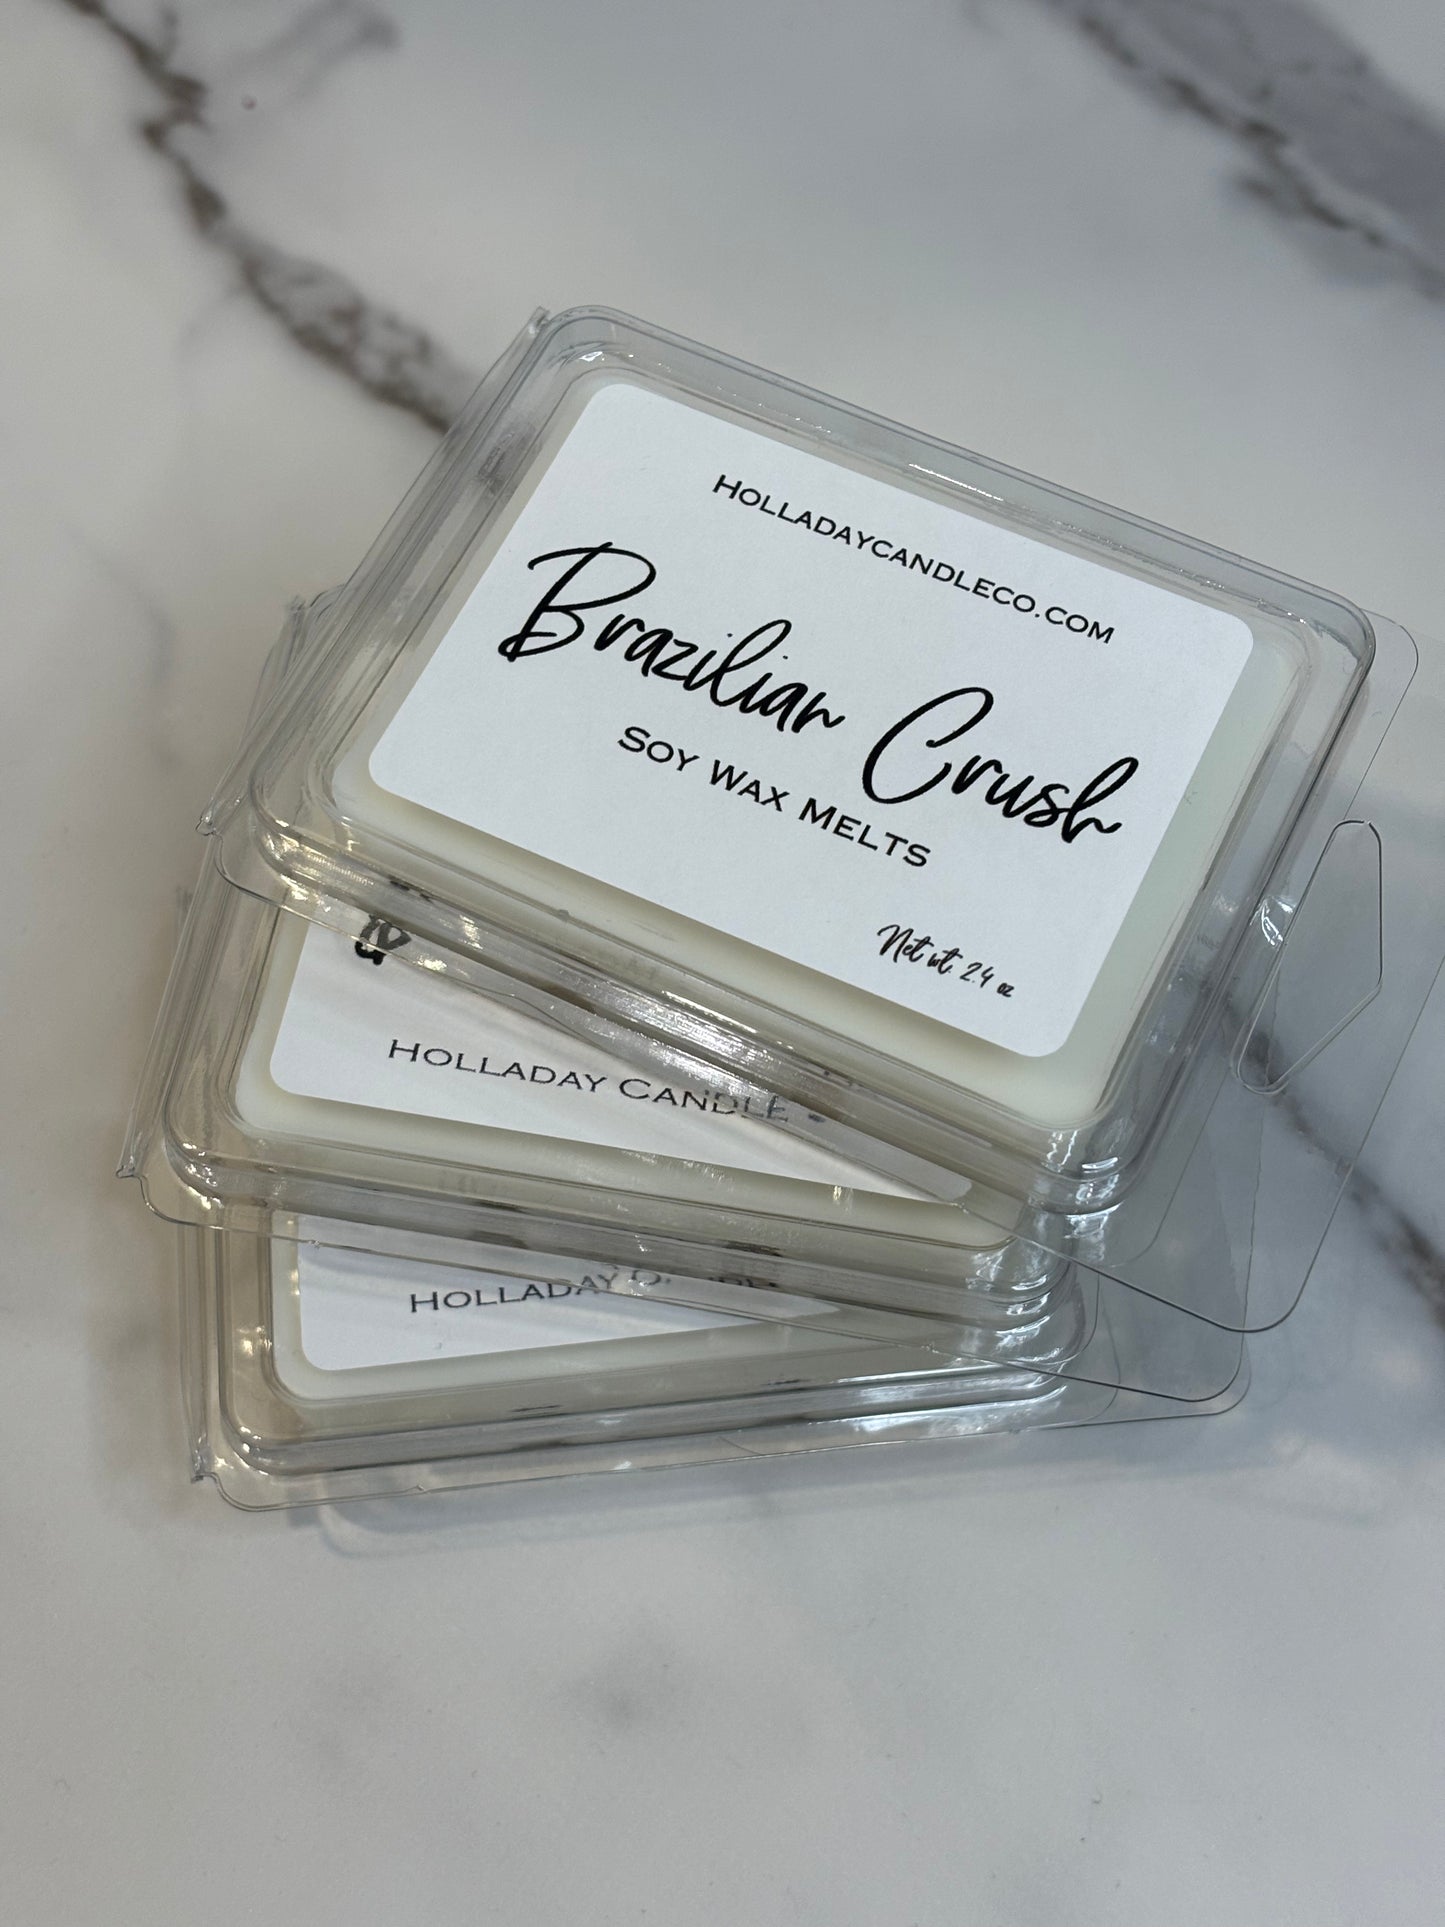 HOLLADAYCANDLECO.COM
Brazilian Crush
SOY WAX MELTS
Net wt. 2.4 oz
HOLLADAY CANDLE
HOLLADAY